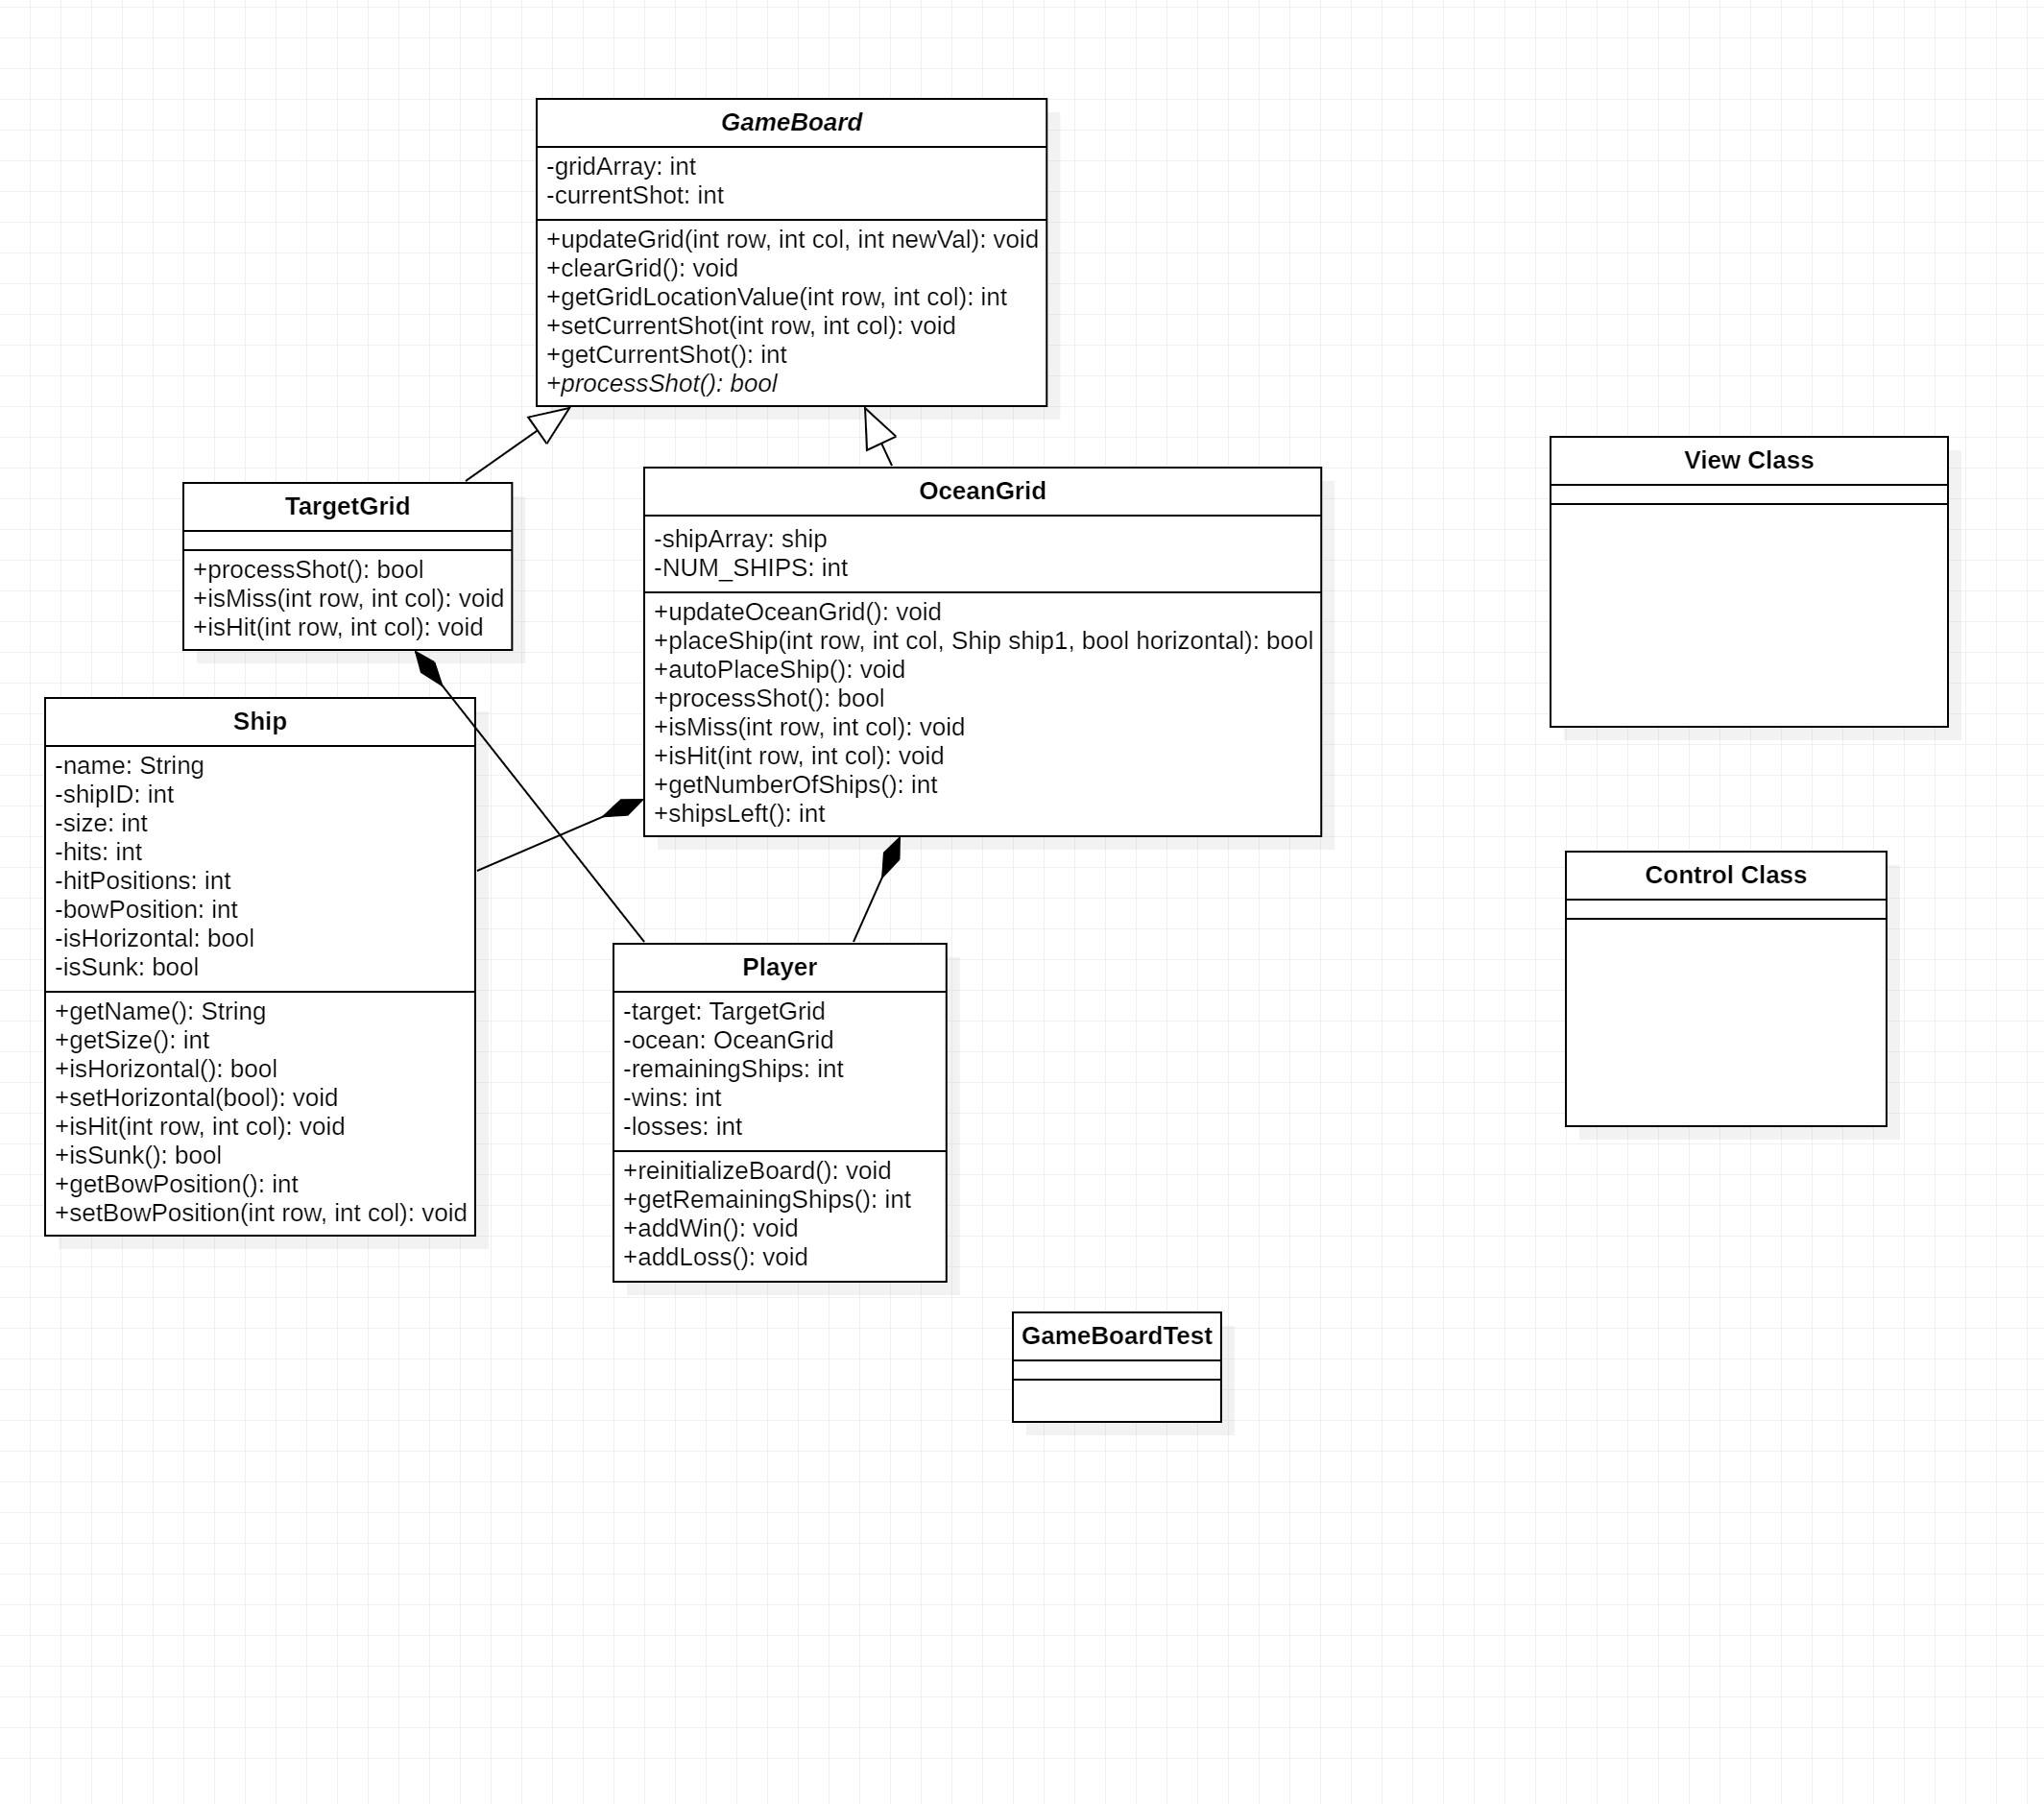 GameBoard
-gridArray: int
-currentShot: int
+updateGrid(int row, int col, int newVal): void
+clearGrid(): void
+getGridLocationValue(int row, int col): int
+setCurrentShot(int row, int col): void
+getCurrentShot(): int
+processShot(): bool
TargetGrid
+processShot(): bool
+isMiss(int row, int col): void
+isHit(int row, int col): void
OceanGrid
-shipArray: ship
-NUM_SHIPS: int
+updateOceanGrid(): void
+placeShip(int row, int col, Ship ship1, bool horizontal): bool
+autoPlaceShip(): void
+processShot(): bool
+isMiss(int row, int col): void
+isHit(int row, int col): void
+getNumberOfShips(): int
+shipsLeft(): int
View Class
Ship
-name: String
-shipID: int
-size: int
-hits: int
-hitPositions: int
-bowPosition: int
-isHorizontal: bool
-isSunk: bool
+getName(): String
+getSize(): int
+isHorizontal(): bool
+setHorizontal(bool): void
+isHit(int row, int col): void
+isSunk(): bool
+getBowPosition(): int
+setBowPosition(int row, int col): void
Player
-target: TargetGrid
-ocean: OceanGrid
-remainingShips: int
-wins: int
-losses: int
+reinitializeBoard(): void
+getRemainingShips(): int
+addWin(): void
+addLoss(): void
Control Class
GameBoardTest